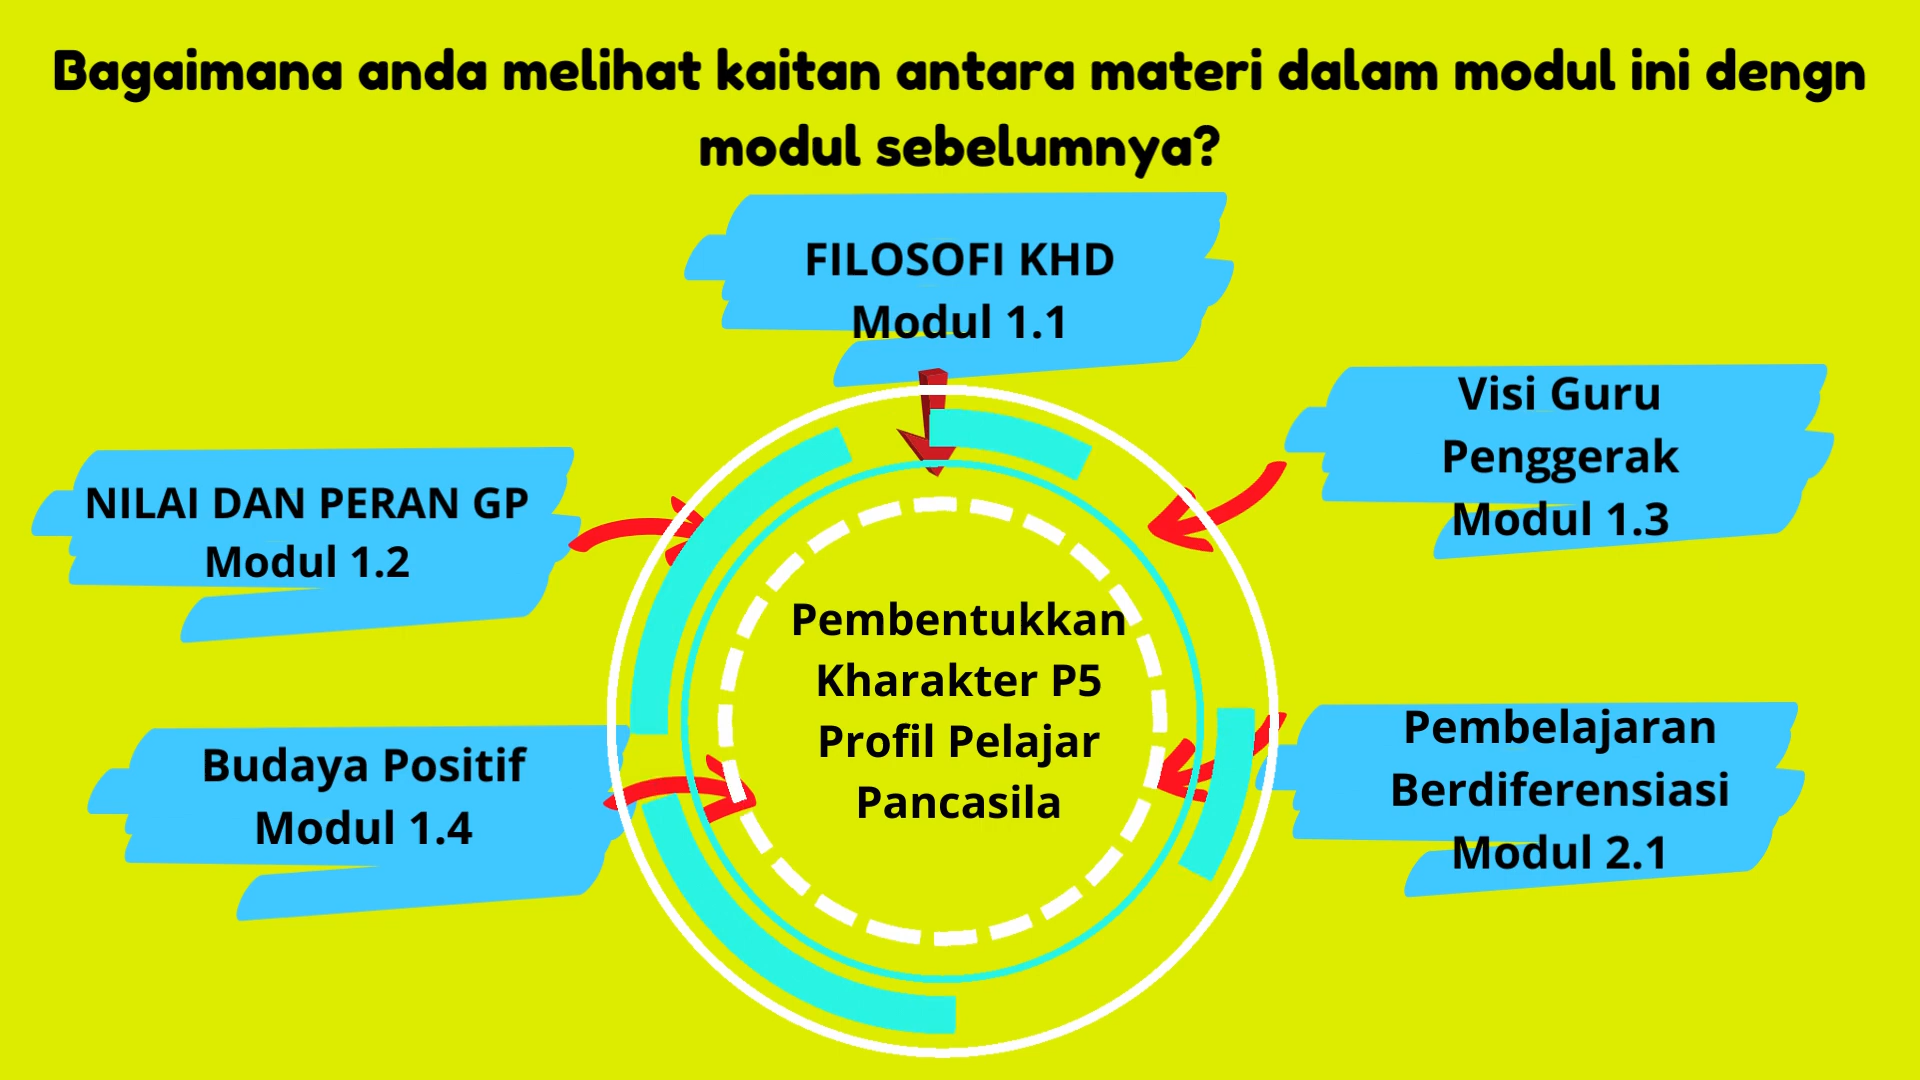 Bagaimana anda melihat kaitan antara materi dalam modul ini dengn
modul sebelumnya?
FILOSOFI KHD
Modul 1.1
Visi Guru
Penggerak
Modul 1.3
NILAI DAN PERAN GP
Modul 1.2
Pembentukkan
Kharakter P5
Profil Pelajar
Pancasila
Budaya Positif
Modul 1.4
Pembelajaran
Berdiferensiasi
Modul 2.1